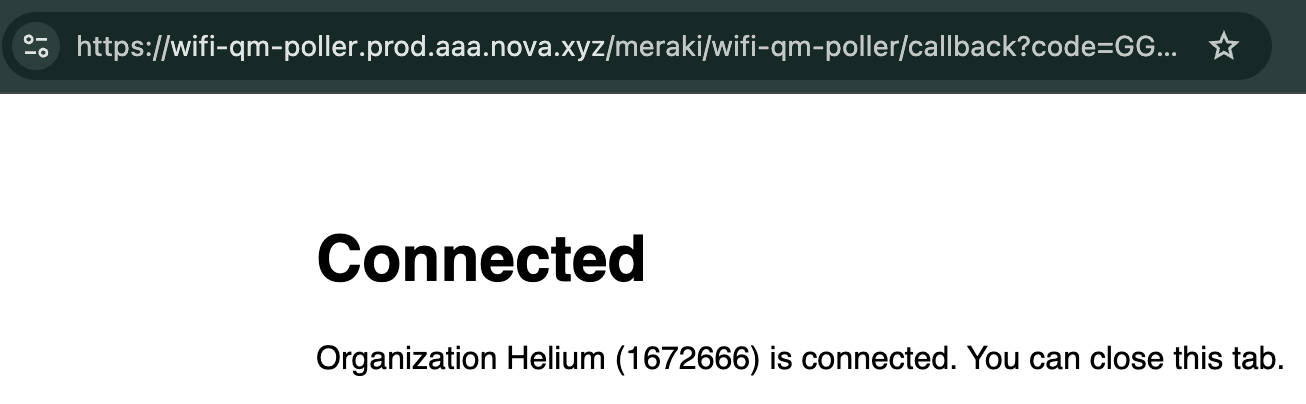 https://wifi-qm-poller.prod.aaa.nova.xyz/meraki/wifi-qm-poller/callback?code=GG...
Connected
Organization Helium (1672666) is connected. You can close this tab.